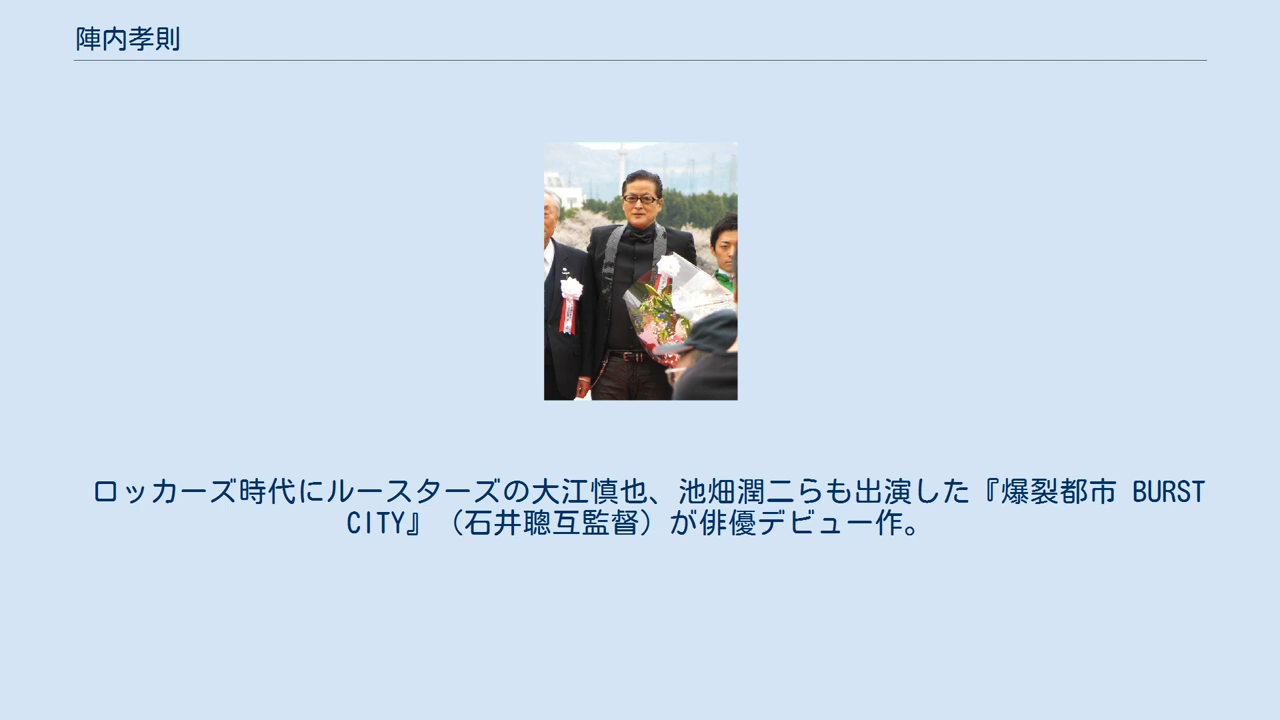 陣内孝則
ロッカーズ時代にルースターズの大江慎也、池畑潤二らも出演した『爆裂都市 BURST
CITY』（石井聰互監督）が俳優デビュー作。